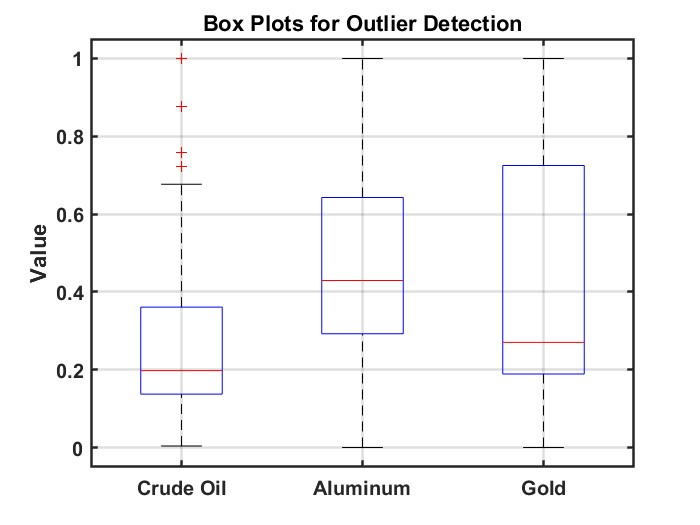 Box Plots for Outlier Detection
Value
1
0.8
0.6
0.4
0.2
0
Crude Oil
Aluminum
Gold